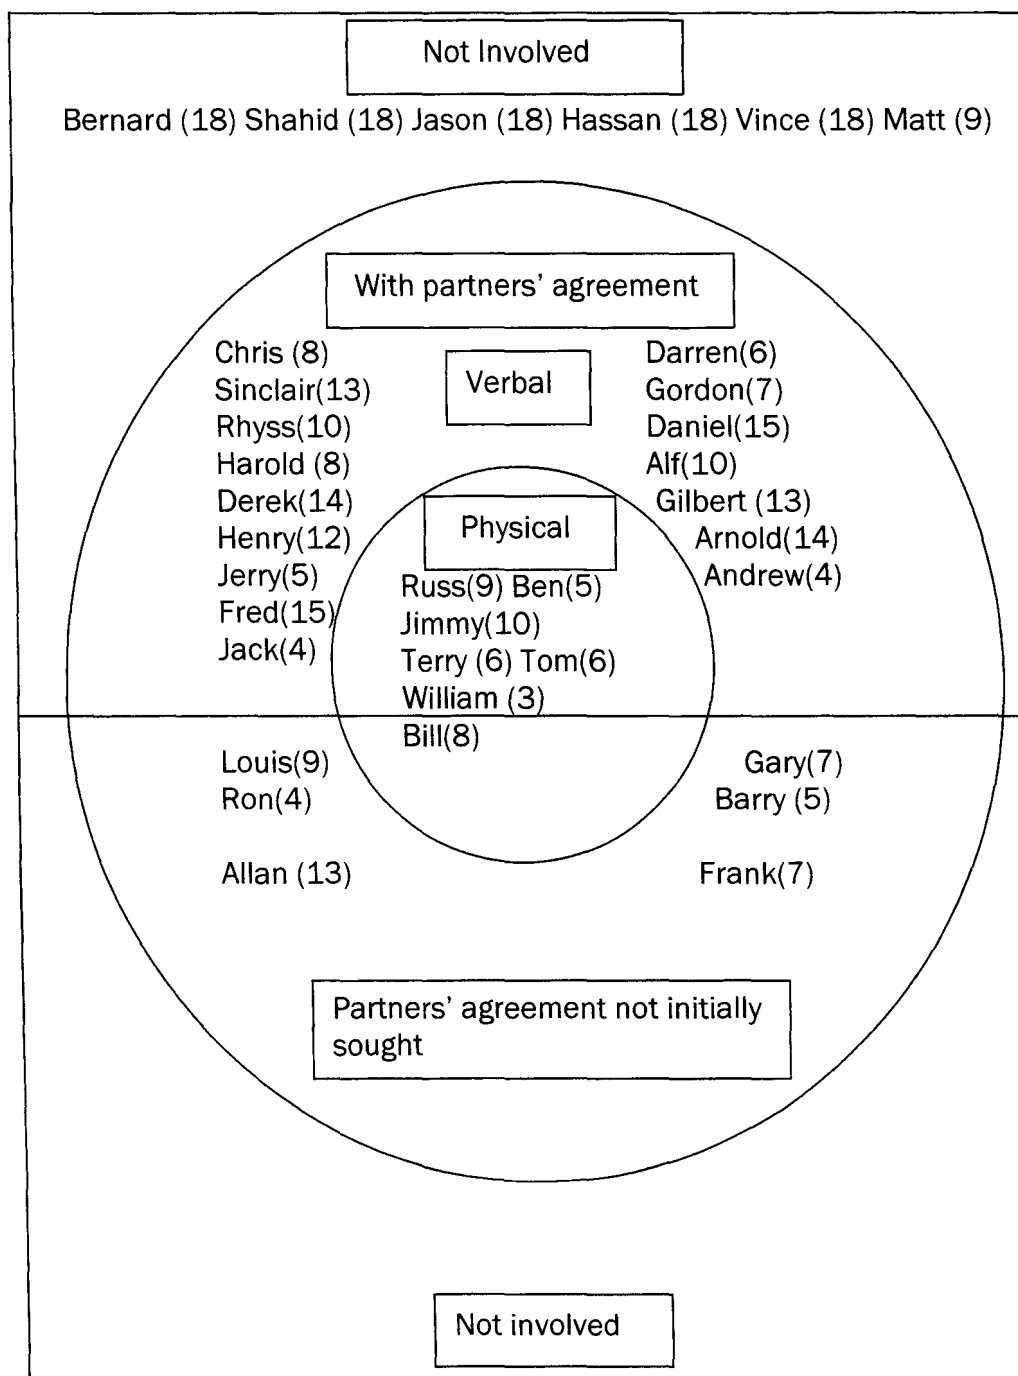 Not Involved
Bernard (18) Shahid (18) Jason (18) Hassan (18) Vince (18) Matt (9)
With partners' agreement
Verbal
Chris (8)
Sinclair(13)
Rhyss(10)
Harold (8)
Derek(14)
Henry(12)
Jerry(5)
Fred(15)
Jack(4)
Darren(6)
Gordon(7)
Daniel(15)
Alf(10)
Gilbert (13)
Arnold(14)
Andrew(4)
Physical
Russ(9) Ben(5)
Jimmy(10)
Terry (6) Tom(6)
William (3)
Bill(8)
Louis(9)
Ron(4)
Allan (13)
Gary(7)
Barry (5)
Frank(7)
Partners' agreement not initially
sought
Not involved